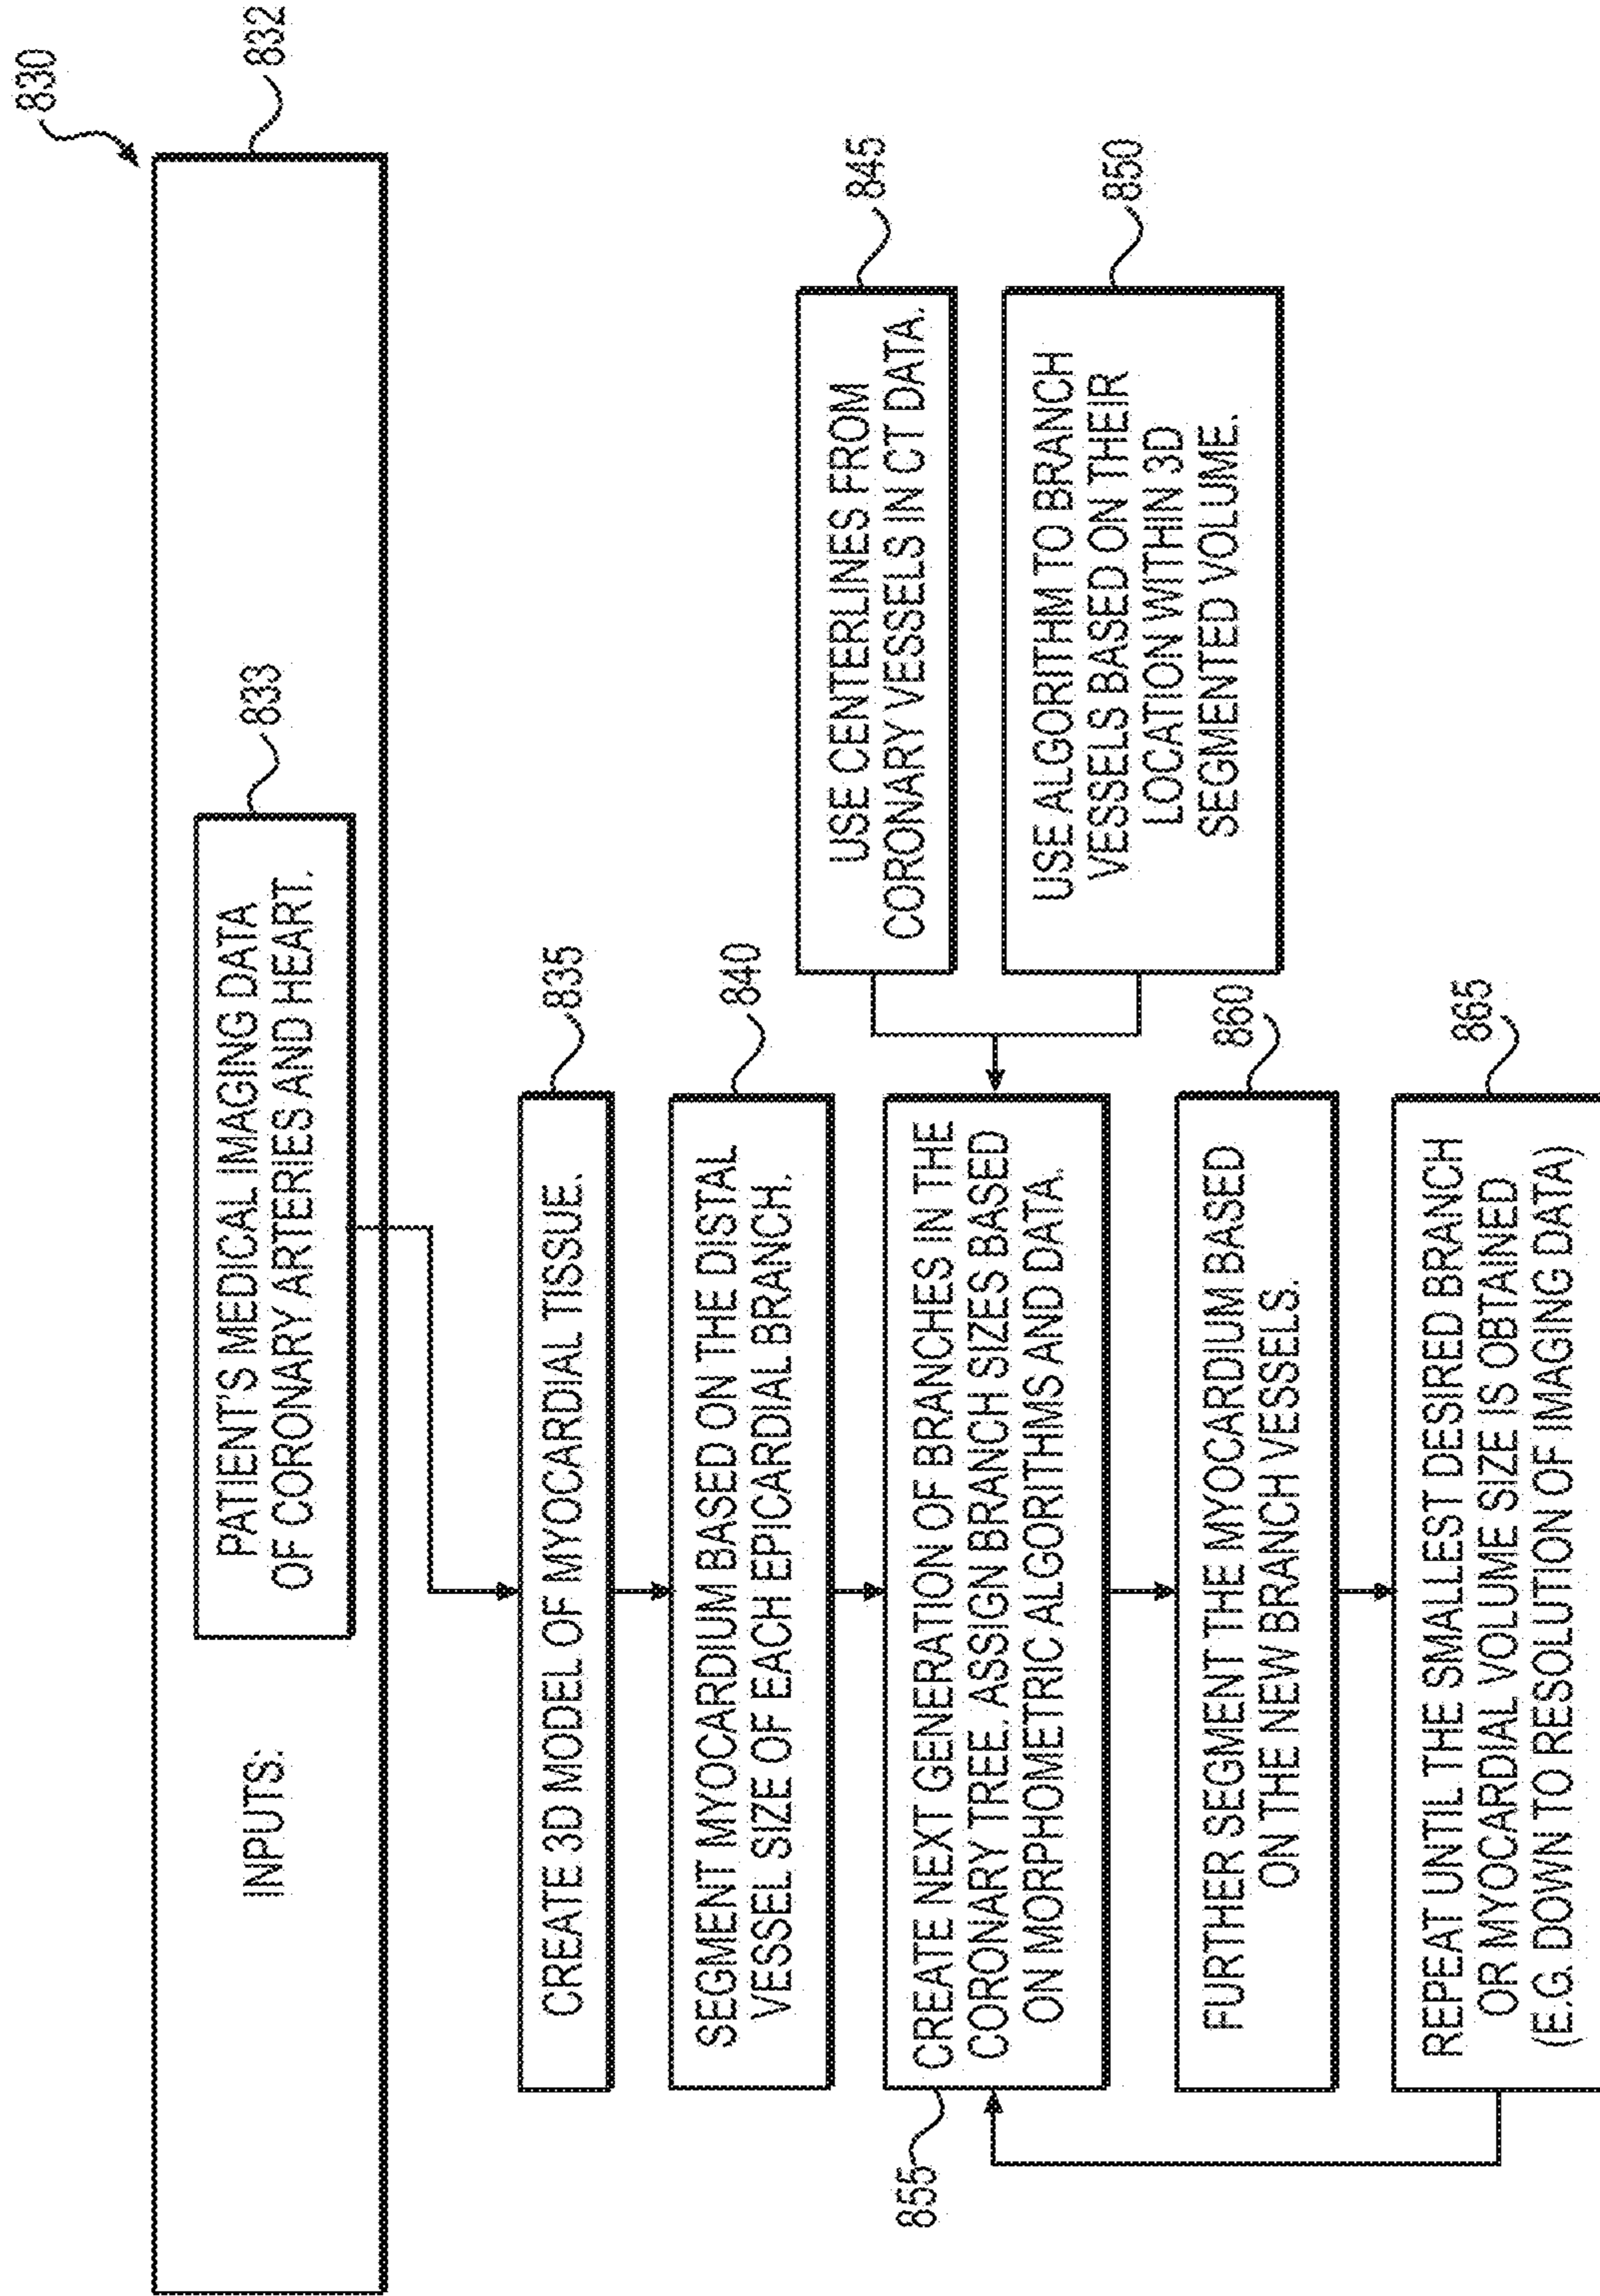 830
832
INPUTS:
833
PATIENT'S MEDICAL IMAGING DATA
OF CORONARY ARTERIES AND HEART.
835
CREATE 3D MODEL OF MYOCARDIAL TISSUE.
840
SEGMENT MYOCARDIUM BASED ON THE DISTAL
VESSEL SIZE OF EACH EPICARDIAL BRANCH.
845
USE CENTERLINES FROM
CORONARY VESSELS IN CT DATA.
850
USE ALGORITHM TO BRANCH
VESSELS BASED ON THEIR
LOCATION WITHIN 3D
SEGMENTED VOLUME.
855
CREATE NEXT GENERATION OF BRANCHES IN THE
CORONARY TREE. ASSIGN BRANCH SIZES BASED
ON MORPHOMETRIC ALGORITHMS AND DATA.
860
FURTHER SEGMENT THE MYOCARDIUM BASED
ON THE NEW BRANCH VESSELS.
865
REPEAT UNTIL THE SMALLEST DESIRED BRANCH
OR MYOCARDIAL VOLUME SIZE IS OBTAINED
(E.G. DOWN TO RESOLUTION OF IMAGING DATA)